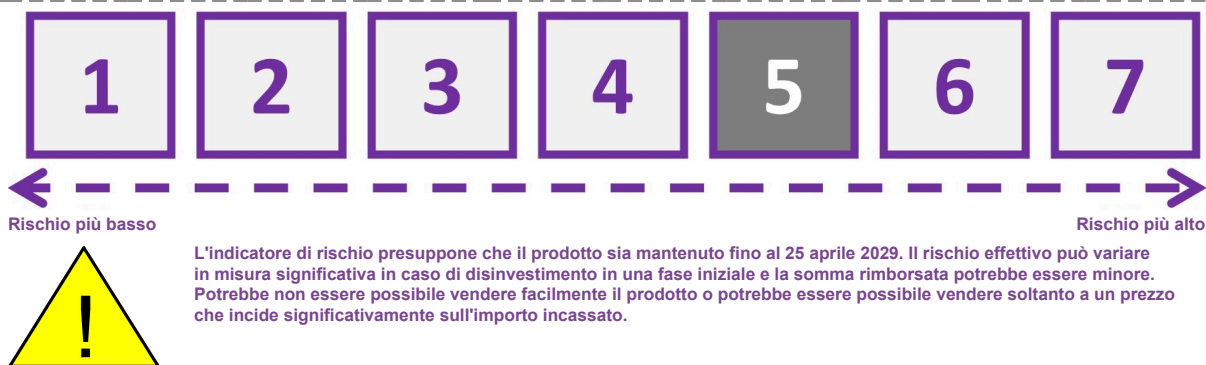 1 2 3 4 5 6 7
Rischio più basso Rischio più alto
L'indicatore di rischio presuppone che il prodotto sia mantenuto fino al 25 aprile 2029. Il rischio effettivo può variare
in misura significativa in caso di disinvestimento in una fase iniziale e la somma rimborsata potrebbe essere minore.
Potrebbe non essere possibile vendere facilmente il prodotto o potrebbe essere possibile vendere soltanto a un prezzo
che incide significativamente sull'importo incassato.
!